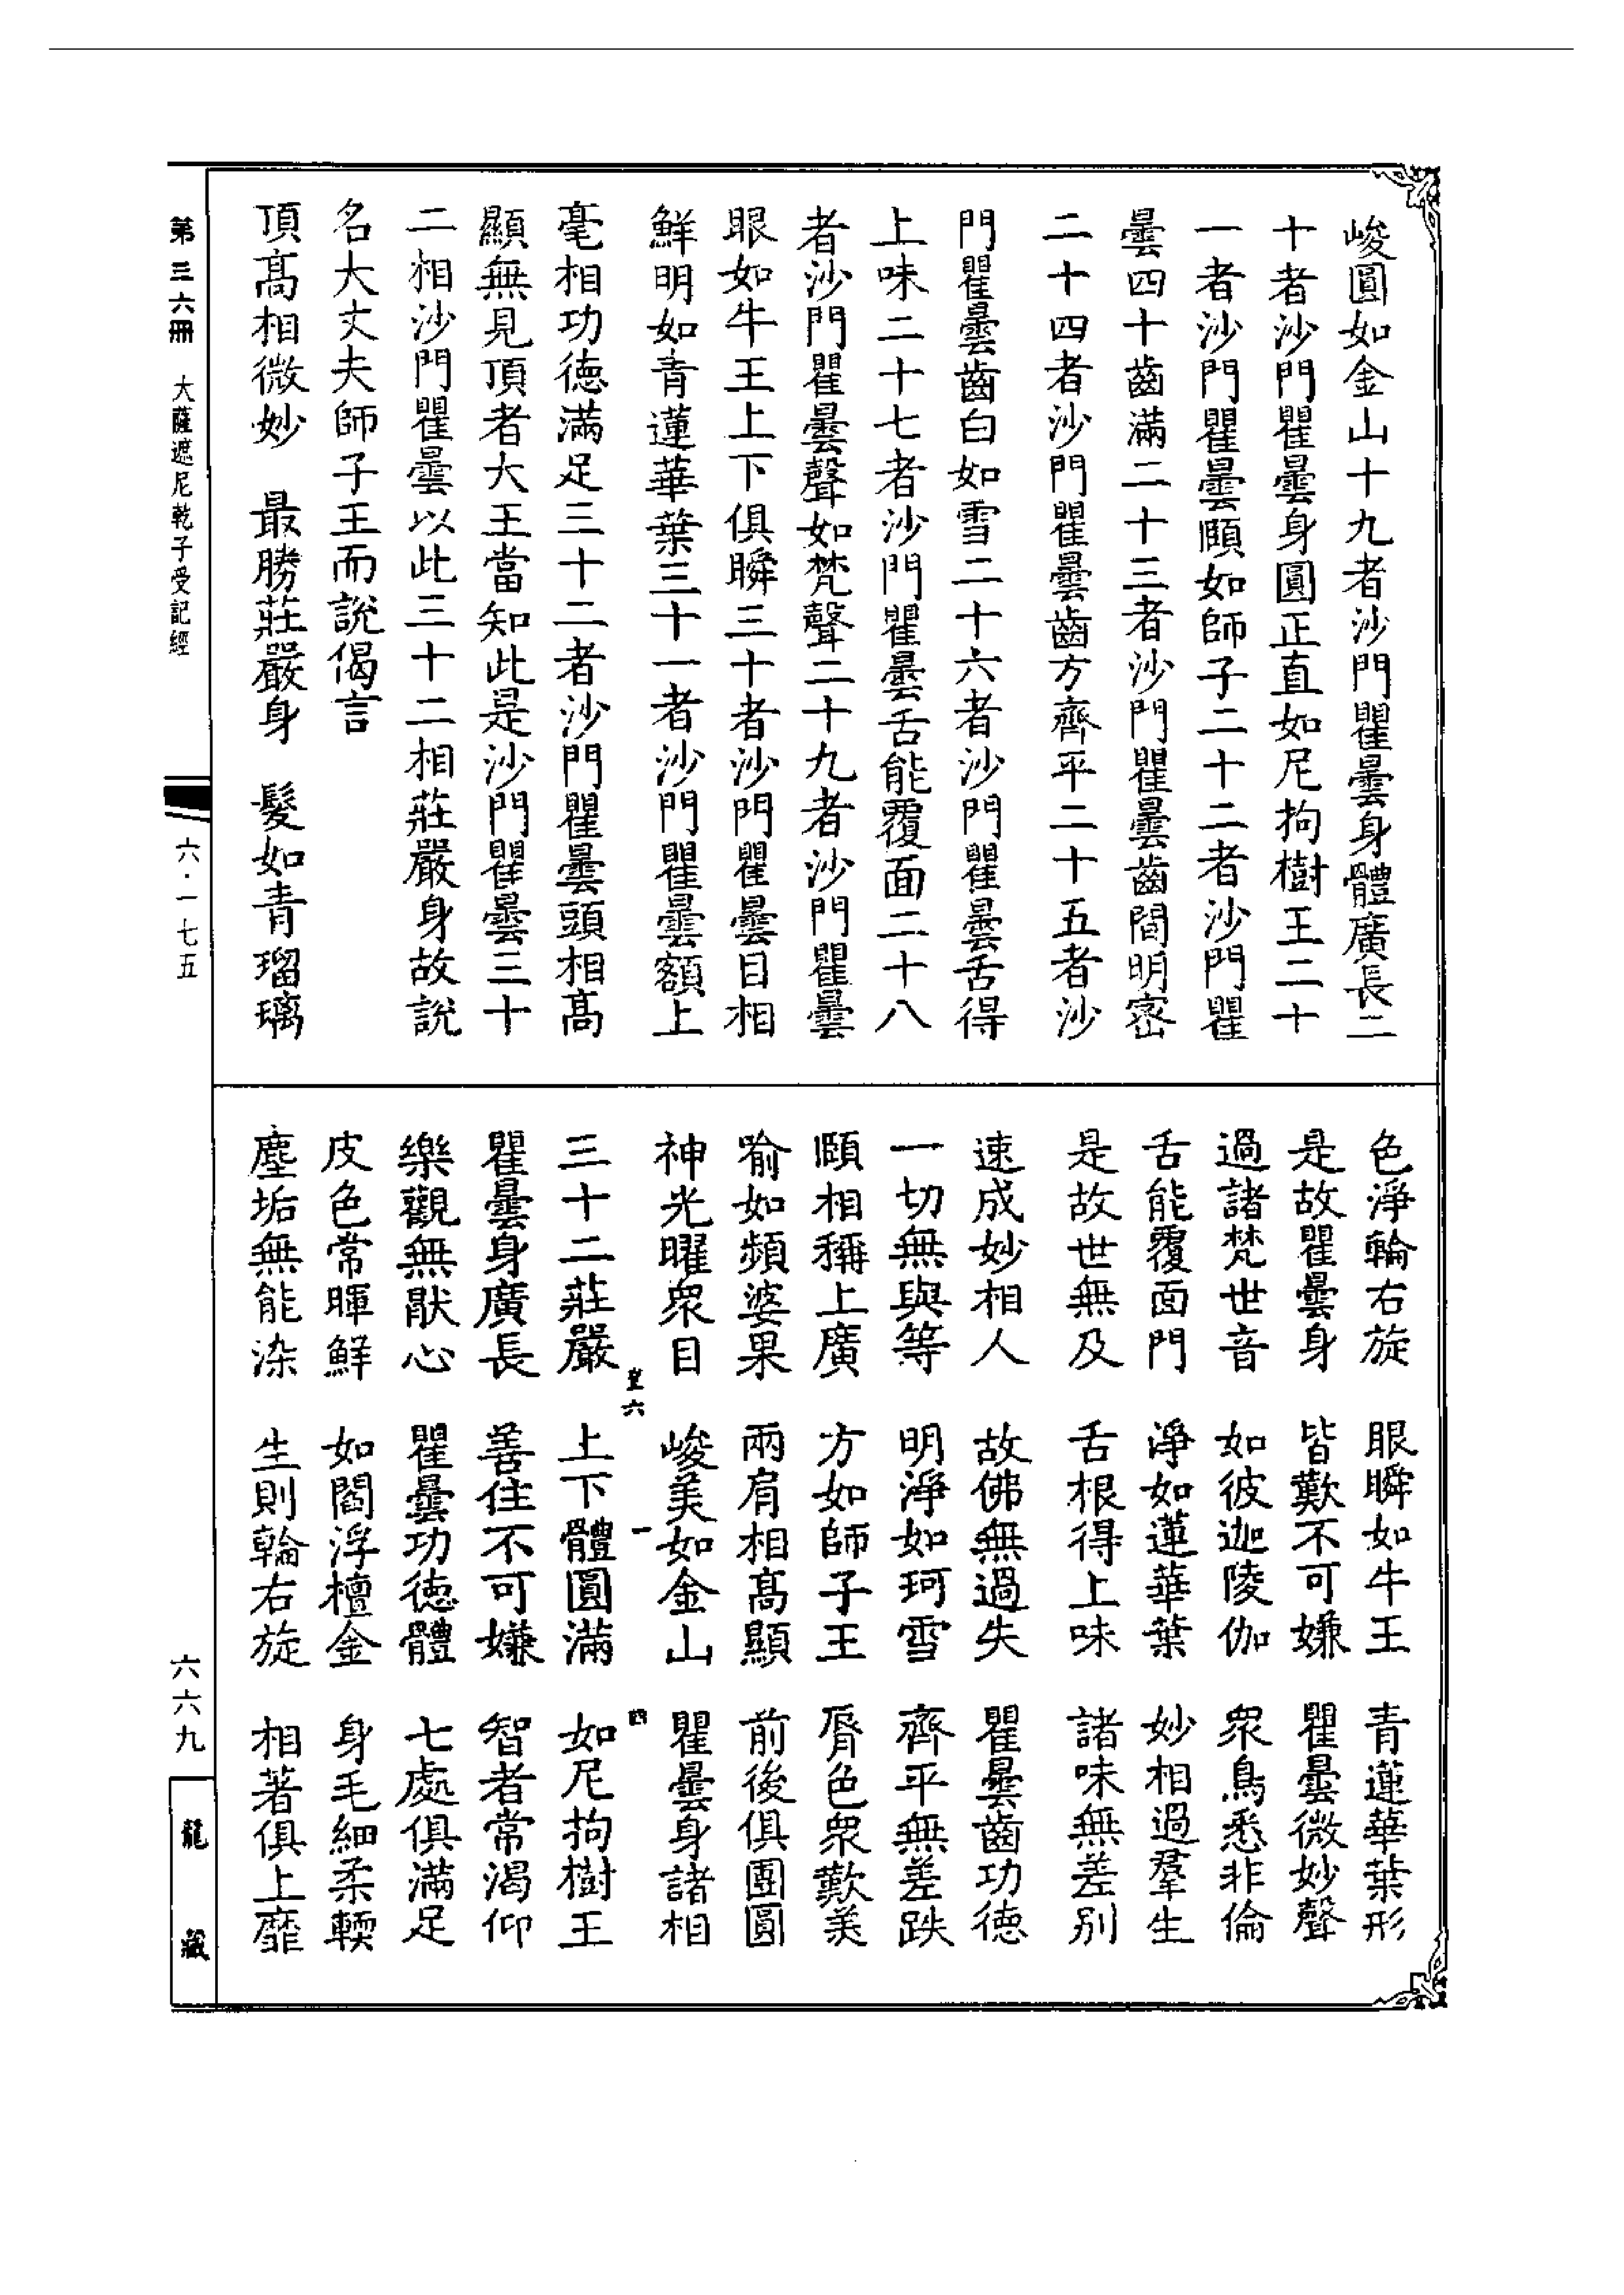 峻圓如金山十九者沙門瞿曇身體廣長二
十者沙門瞿曇身圓正直如尼拘樹王二十
一者沙門瞿曇頤如師子二十二者沙門瞿
曇四十齒滿二十三者沙門瞿曇齒間明密
二十四者沙門瞿曇齒方齊平二十五者沙
門瞿曇齒白如雪二十六者沙門瞿曇舌得
上味二十七者沙門瞿曇舌能覆面二十八
者沙門瞿曇聲如梵聲二十九者沙門瞿曇
眼如牛王上下俱瞬三十者沙門瞿曇目相
鮮明如青蓮華葉三十一者沙門瞿曇額上
毫相功德滿足三十二者沙門瞿曇頭相高
顯無見頂者大王當知此是沙門瞿曇三十
二相沙門瞿曇以此三十二相莊嚴身故說
名大丈夫師子王而說偈言
頂髙相微妙　最勝莊嚴身　髮如青瑠璃
色淨輪右旋　眼瞬如牛王　青蓮華葉形
是故瞿曇身　皆歎不可嫌　瞿曇微妙聲
過諸梵世音　如彼迦陵伽　眾鳥悉非倫
舌能覆面門　淨如蓮華葉　妙相過羣生
是故世無及　舌根得上味　諸味無差別
速成妙相人　故佛無過失　瞿曇齒功德
一切無與等　明淨如珂雪　齊平無差跌
頤相稱上廣　方如師子王　脣色眾歎美
喻如頻婆果　兩肩相高顯　前後俱團圓
神光曜眾目　峻美如金山　瞿曇身諸相
三十二莊嚴　上下體圓滿　如尼拘樹王
瞿曇身廣長　善住不可嫌　智者常渴仰
樂觀無猒心　瞿曇功德體　七處俱滿足
皮色常暉鮮　如閻浮檀金　身毛細柔輭
塵垢無能染　生則輪右旋　相著俱上靡
六　一　四
第三六冊　大薩遮尼乾子受記經
六·一七五
六六九
龍藏